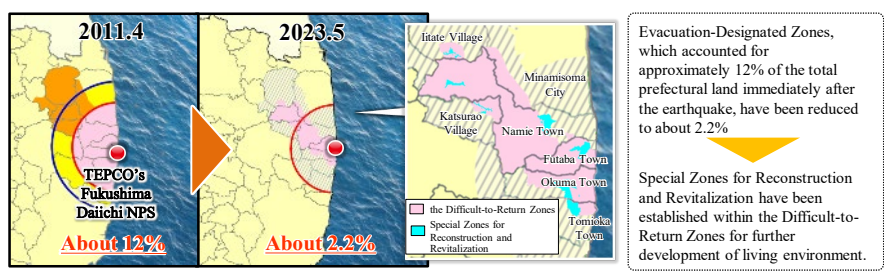 2011.4
TEPCO's
Fukushima
Daiichi NPS
About 12%
2023.5
About 2.2%
Iitate Village
Minamisoma
City
Katsurao
Village
Namie Town
Futaba Town
Okuma Town
Tomioka
Town
the Difficult-to-Return Zones
Special Zones for
Reconstruction and
Revitalization
Evacuation-Designated Zones,
which accounted for
approximately 12% of the total
prefectural land immediately after
the earthquake, have been reduced
to about 2.2%
Special Zones for Reconstruction
and Revitalization have been
established within the Difficult-to-
Return Zones for further
development of living environment.